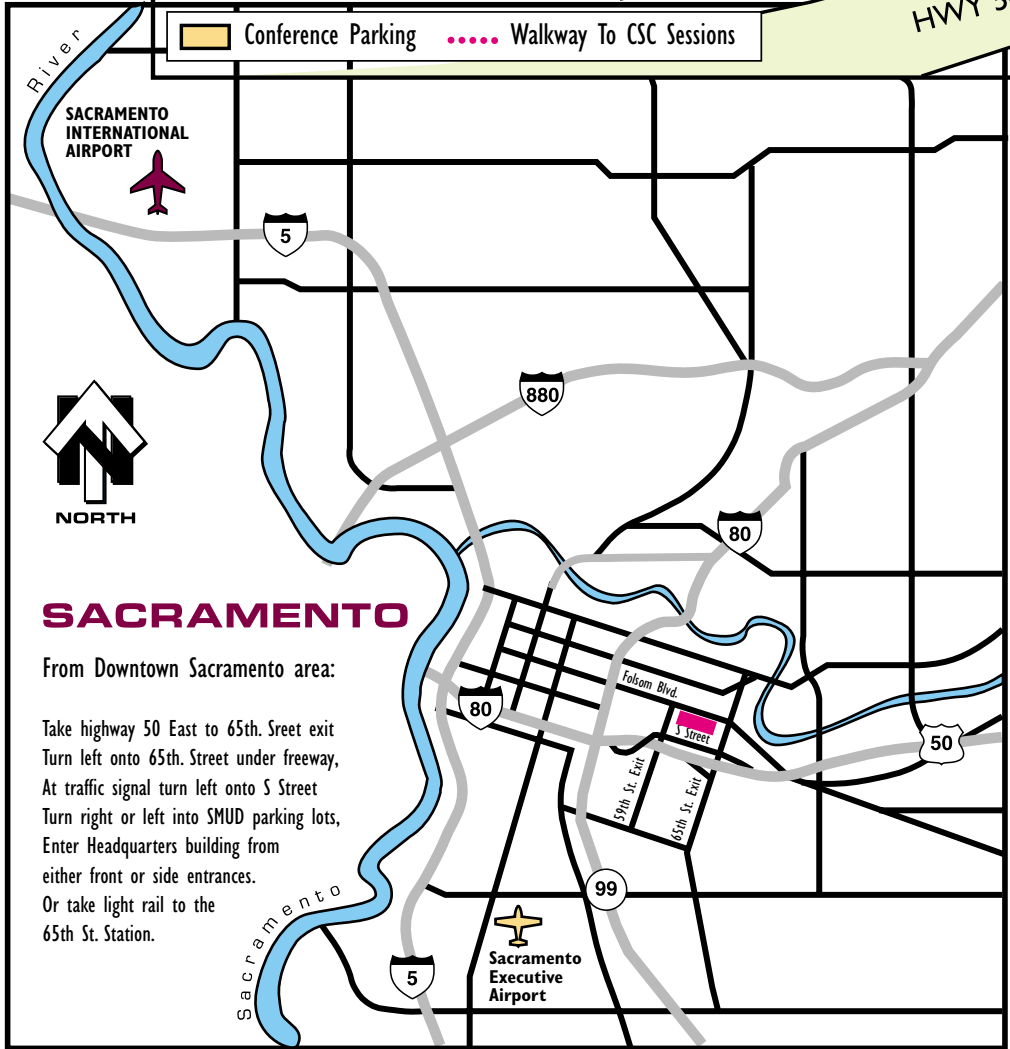 HWY 5
Conference Parking
Walkway To CSC Sessions
River
SACRAMENTO
INTERNATIONAL
AIRPORT
5
880
NORTH
80
SACRAMENTO
From Downtown Sacramento area:
Take highway 50 East to 65th. Sreet exit
Turn left onto 65th. Street under freeway,
At traffic signal turn left onto S Street
Turn right or left into SMUD parking lots,
Enter Headquarters building from
either front or side entrances.
Or take light rail to the
65th St. Station.
Folsom Blvd.
80
S Street
50
59th St. Exit
65th St. Exit
99
Sacramento
Sacramento
Executive
Airport
5